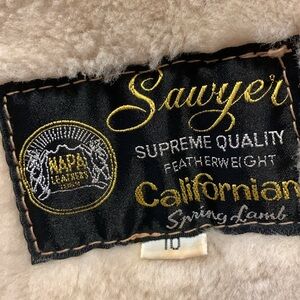 Sawyer
SUPREME QUALITY
FEATHERWEIGHT
Californian
Spring Lamb
NAPA
LEATHERS
10